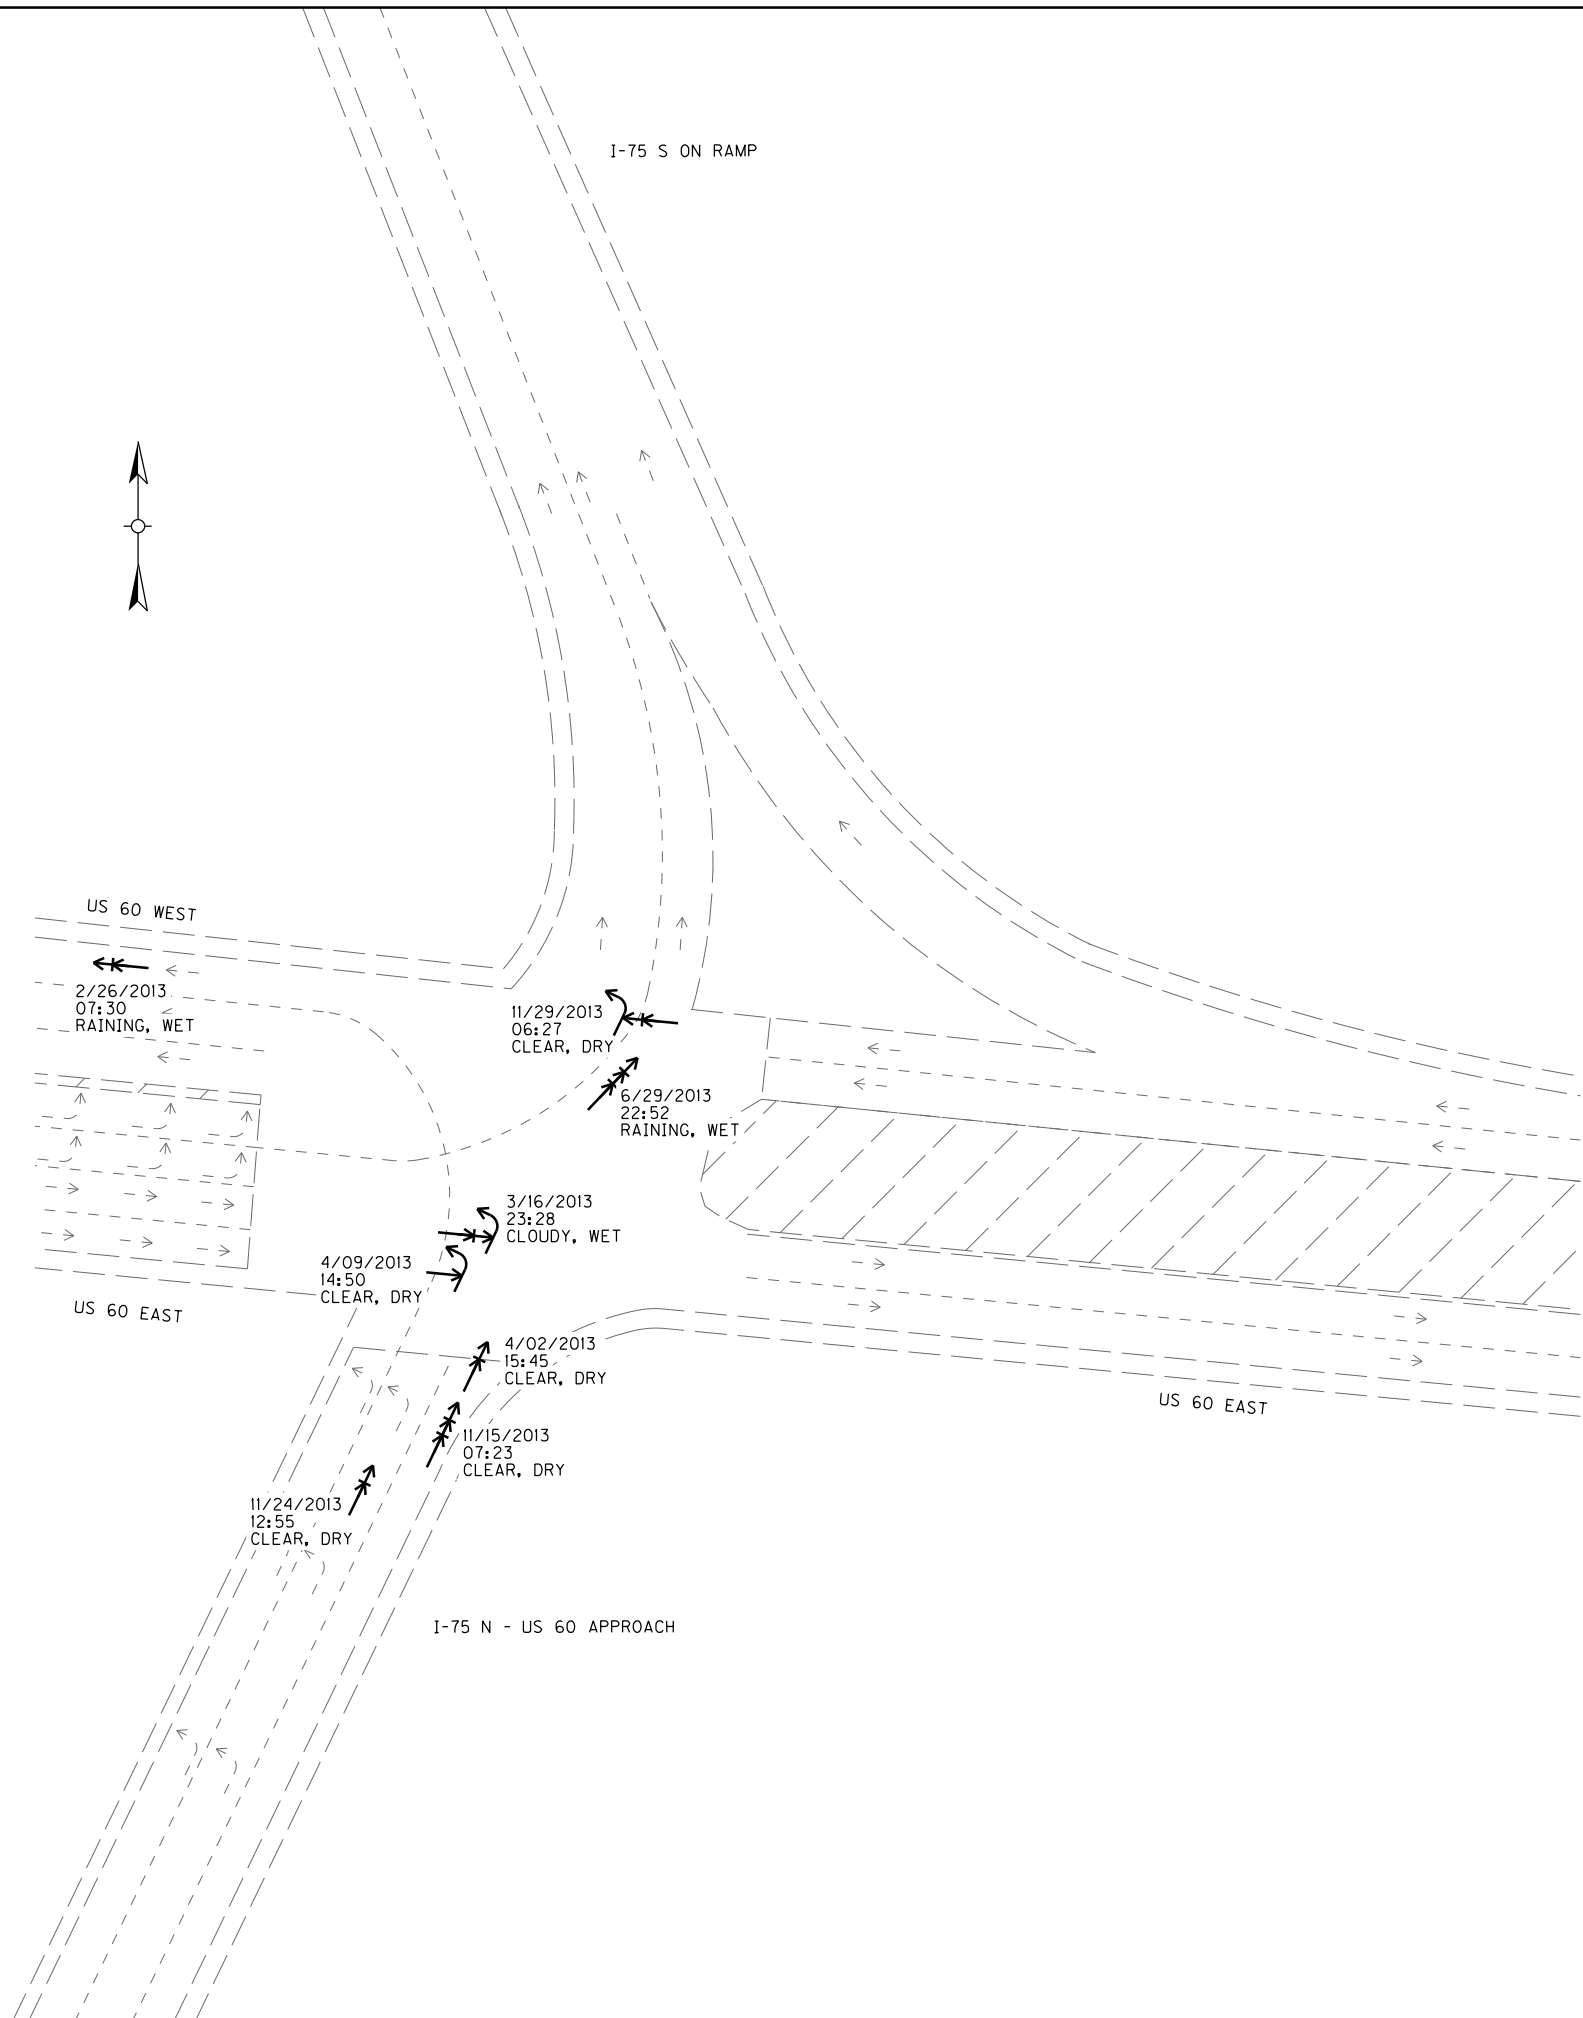 I-75 S ON RAMP
US 60 WEST
2/26/2013
07:30
RAINING, WET
11/29/2013
06:27
CLEAR, DRY
6/29/2013
22:52
RAINING, WET
3/16/2013
23:28
CLOUDY, WET
4/09/2013
14:50
CLEAR, DRY
US 60 EAST
4/02/2013
15:45
CLEAR, DRY
US 60 EAST
11/15/2013
07:23
CLEAR, DRY
11/24/2013
12:55
CLEAR, DRY
I-75 N - US 60 APPROACH